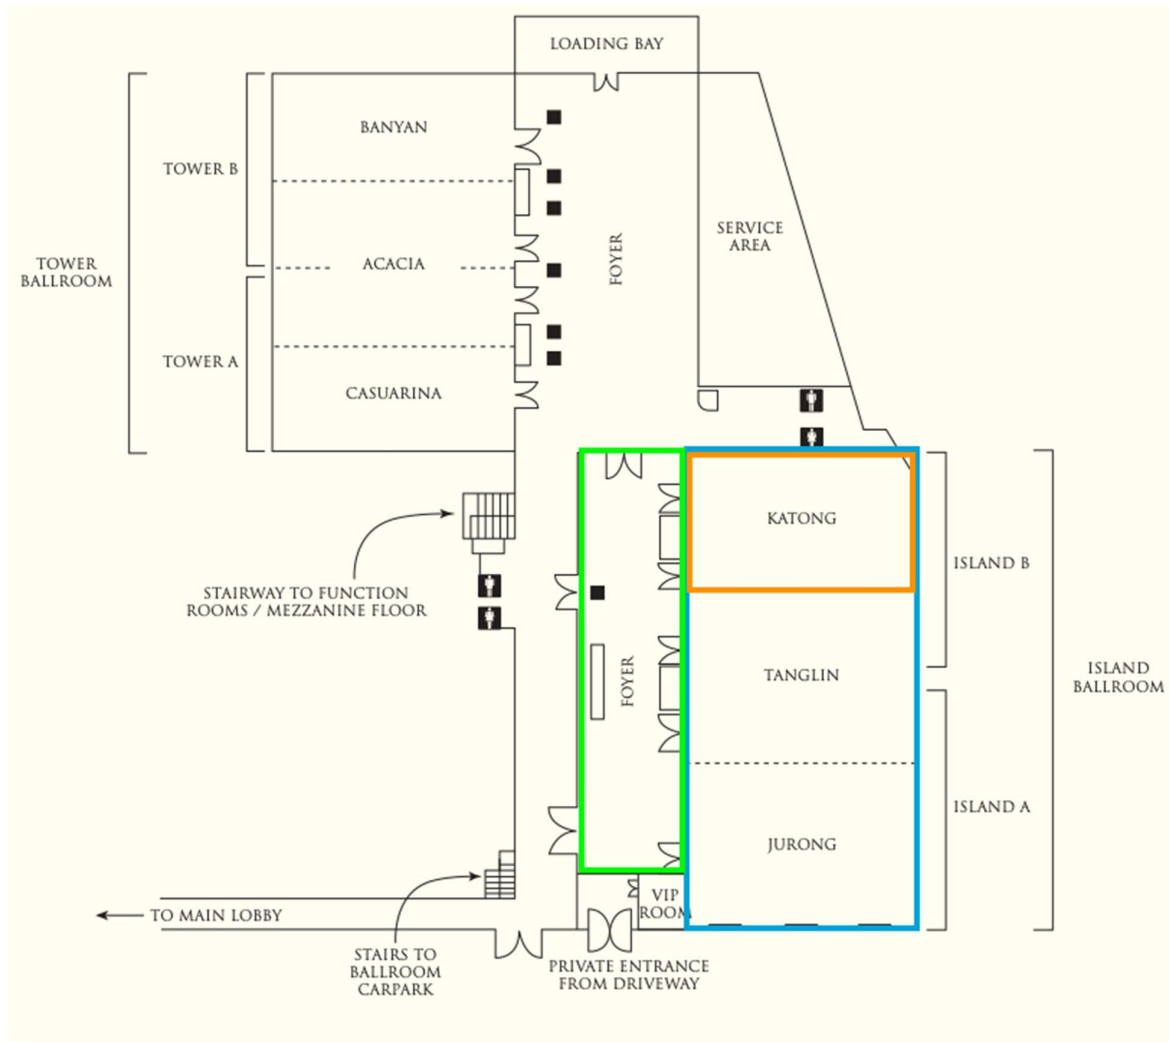 LOADING BAY
BANYAN
TOWER B
SERVICE
AREA
FOYER
TOWER
BALLROOM
ACACIA
TOWER A
CASUARINA
KATONG
ISLAND B
STAIRWAY TO FUNCTION
ROOMS / MEZZANINE FLOOR
FOYER
TANGLIN
ISLAND
BALLROOM
ISLAND A
JURONG
VIP
ROOM
TO MAIN LOBBY
STAIRS TO
BALLROOM
CARPARK
PRIVATE ENTRANCE
FROM DRIVEWAY